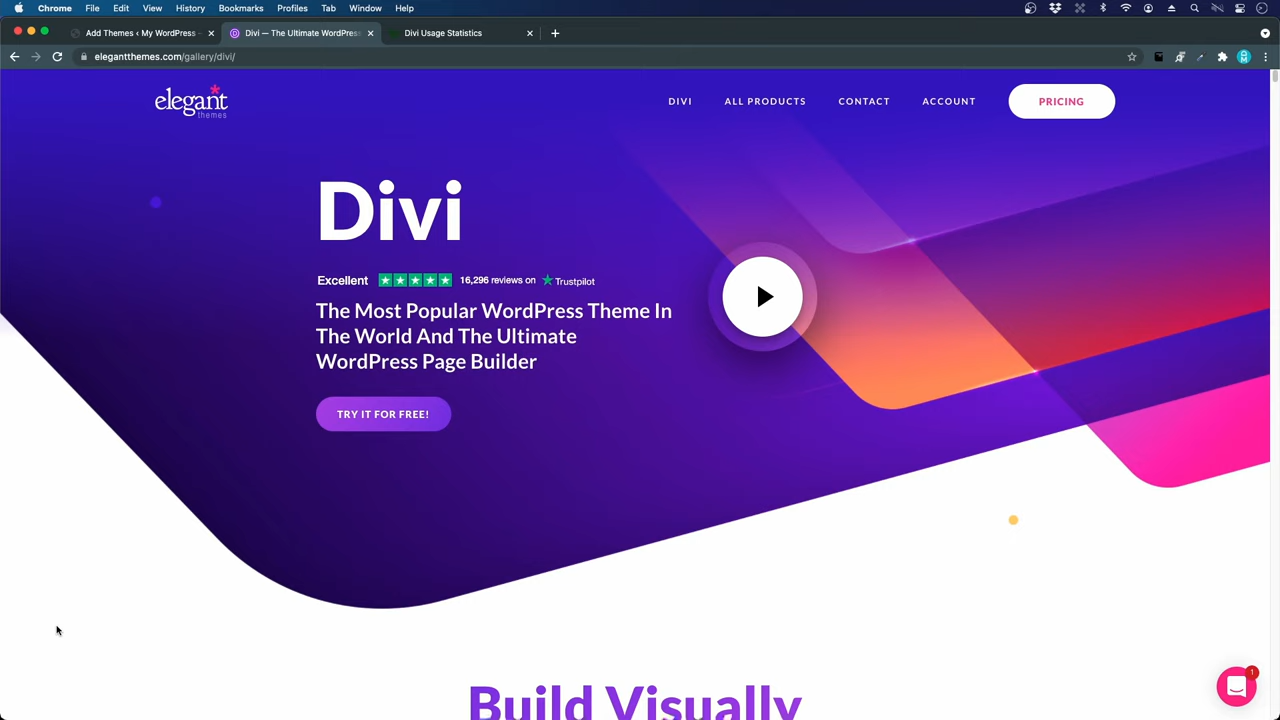 Chrome File Edit View History Bookmarks Profiles Tab Window Help
Add Themes ‹ My WordPress
Divi — The Ultimate WordPress
Divi Usage Statistics
elegantthemes.com/gallery/divi/
elegant
themes
DIVI
ALL PRODUCTS
CONTACT
ACCOUNT
PRICING
Divi
Excellent 16,296 reviews on Trustpilot
The Most Popular WordPress Theme In
The World And The Ultimate
WordPress Page Builder
TRY IT FOR FREE!
Build Visually
1